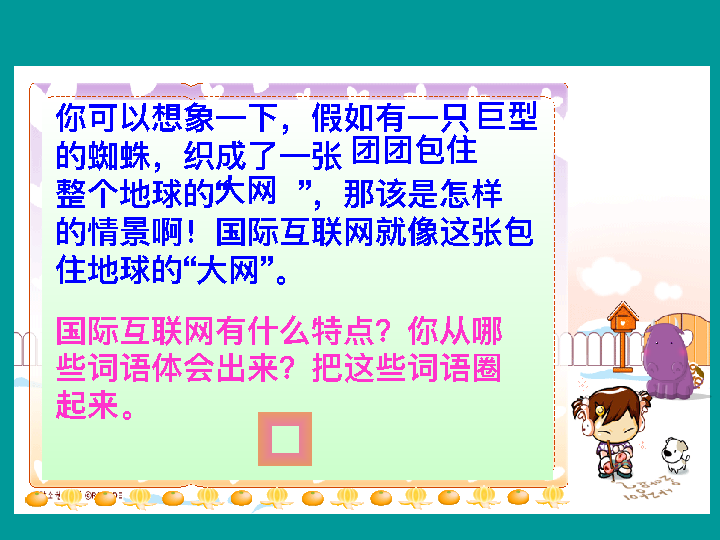 你可以想象一下，假如有一只巨型
的蜘蛛，织成了一张团团包住
整个地球的“大网”，那该是怎样
的情景啊！国际互联网就像这张包
住地球的“大网”。
国际互联网有什么特点？你从哪
些词语体会出来？把这些词语圈
起来。